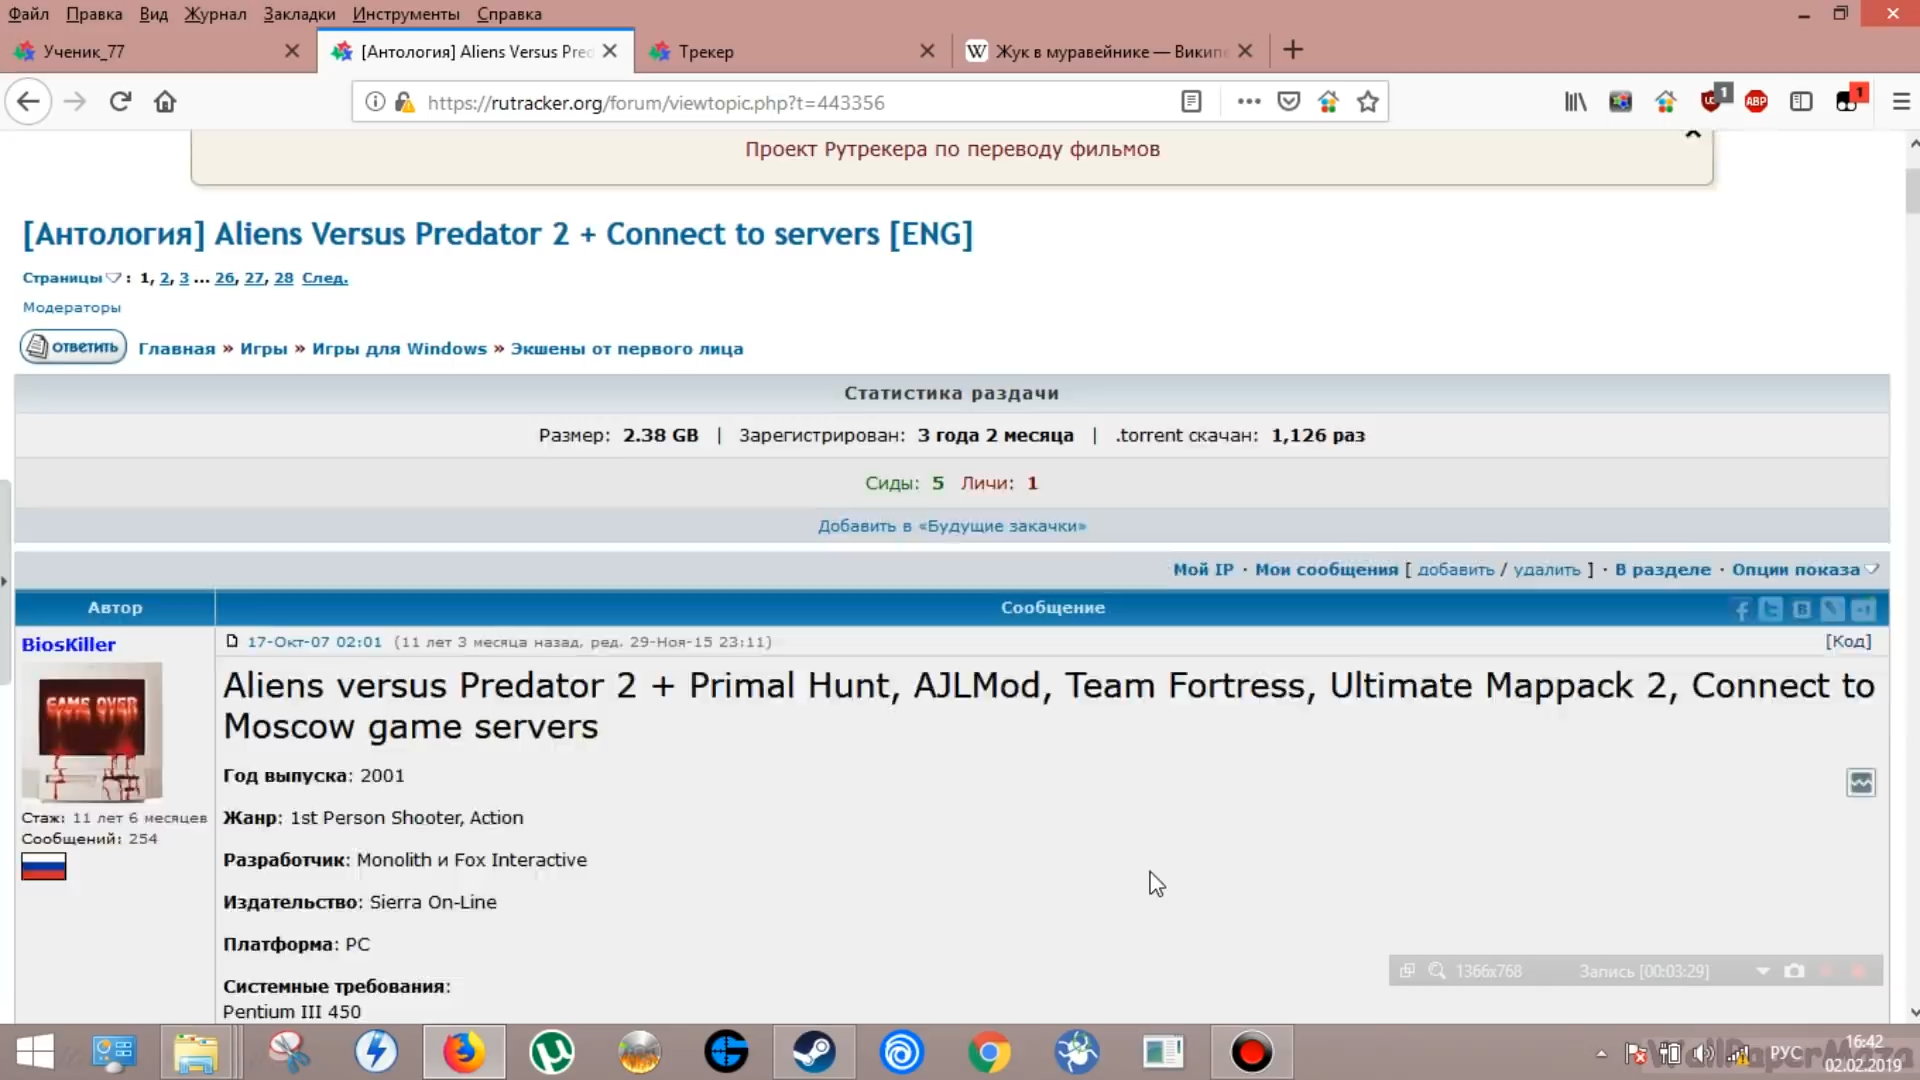 Файл Правка Вид Журнал Закладки Инструменты Справка
Ученик_77
[Антология] Aliens Versus Pred
Трекер
W Жук в муравейнике — Википе
https://rutracker.org/forum/viewtopic.php?t=443356
1
ABP
1
Проект Рутрекера по переводу фильмов
[Антология] Aliens Versus Predator 2 + Connect to servers [ENG]
Страницы : 1, 2, 3 ... 26, 27, 28 След.
Модераторы
ответить Главная » Игры » Игры для Windows » Экшены от первого лица
Статистика раздачи
Размер: 2.38 GB | Зарегистрирован: 3 года 2 месяца | .torrent скачан: 1,126 раз
Сиды: 5 Личи: 1
Добавить в «Будущие закачки»
Мой IP · Мои сообщения [ добавить / удалить ] · В разделе · Опции показа
Автор
Сообщение
BiosKiller
17-Окт-07 02:01 (11 лет 3 месяца назад, ред. 29-Ноя-15 23:11)
[Код]
GAME OVER
Стаж: 11 лет 6 месяцев
Сообщений: 254
Aliens versus Predator 2 + Primal Hunt, AJLMod, Team Fortress, Ultimate Mappack 2, Connect to
Moscow game servers
Год выпуска: 2001
Жанр: 1st Person Shooter, Action
Разработчик: Monolith и Fox Interactive
Издательство: Sierra On-Line
Платформа: PC
Системные требования:
Pentium III 450
1366x768 Запись [00:03:29]
РУС
16:42
02.02.2019
WallPaperMaza